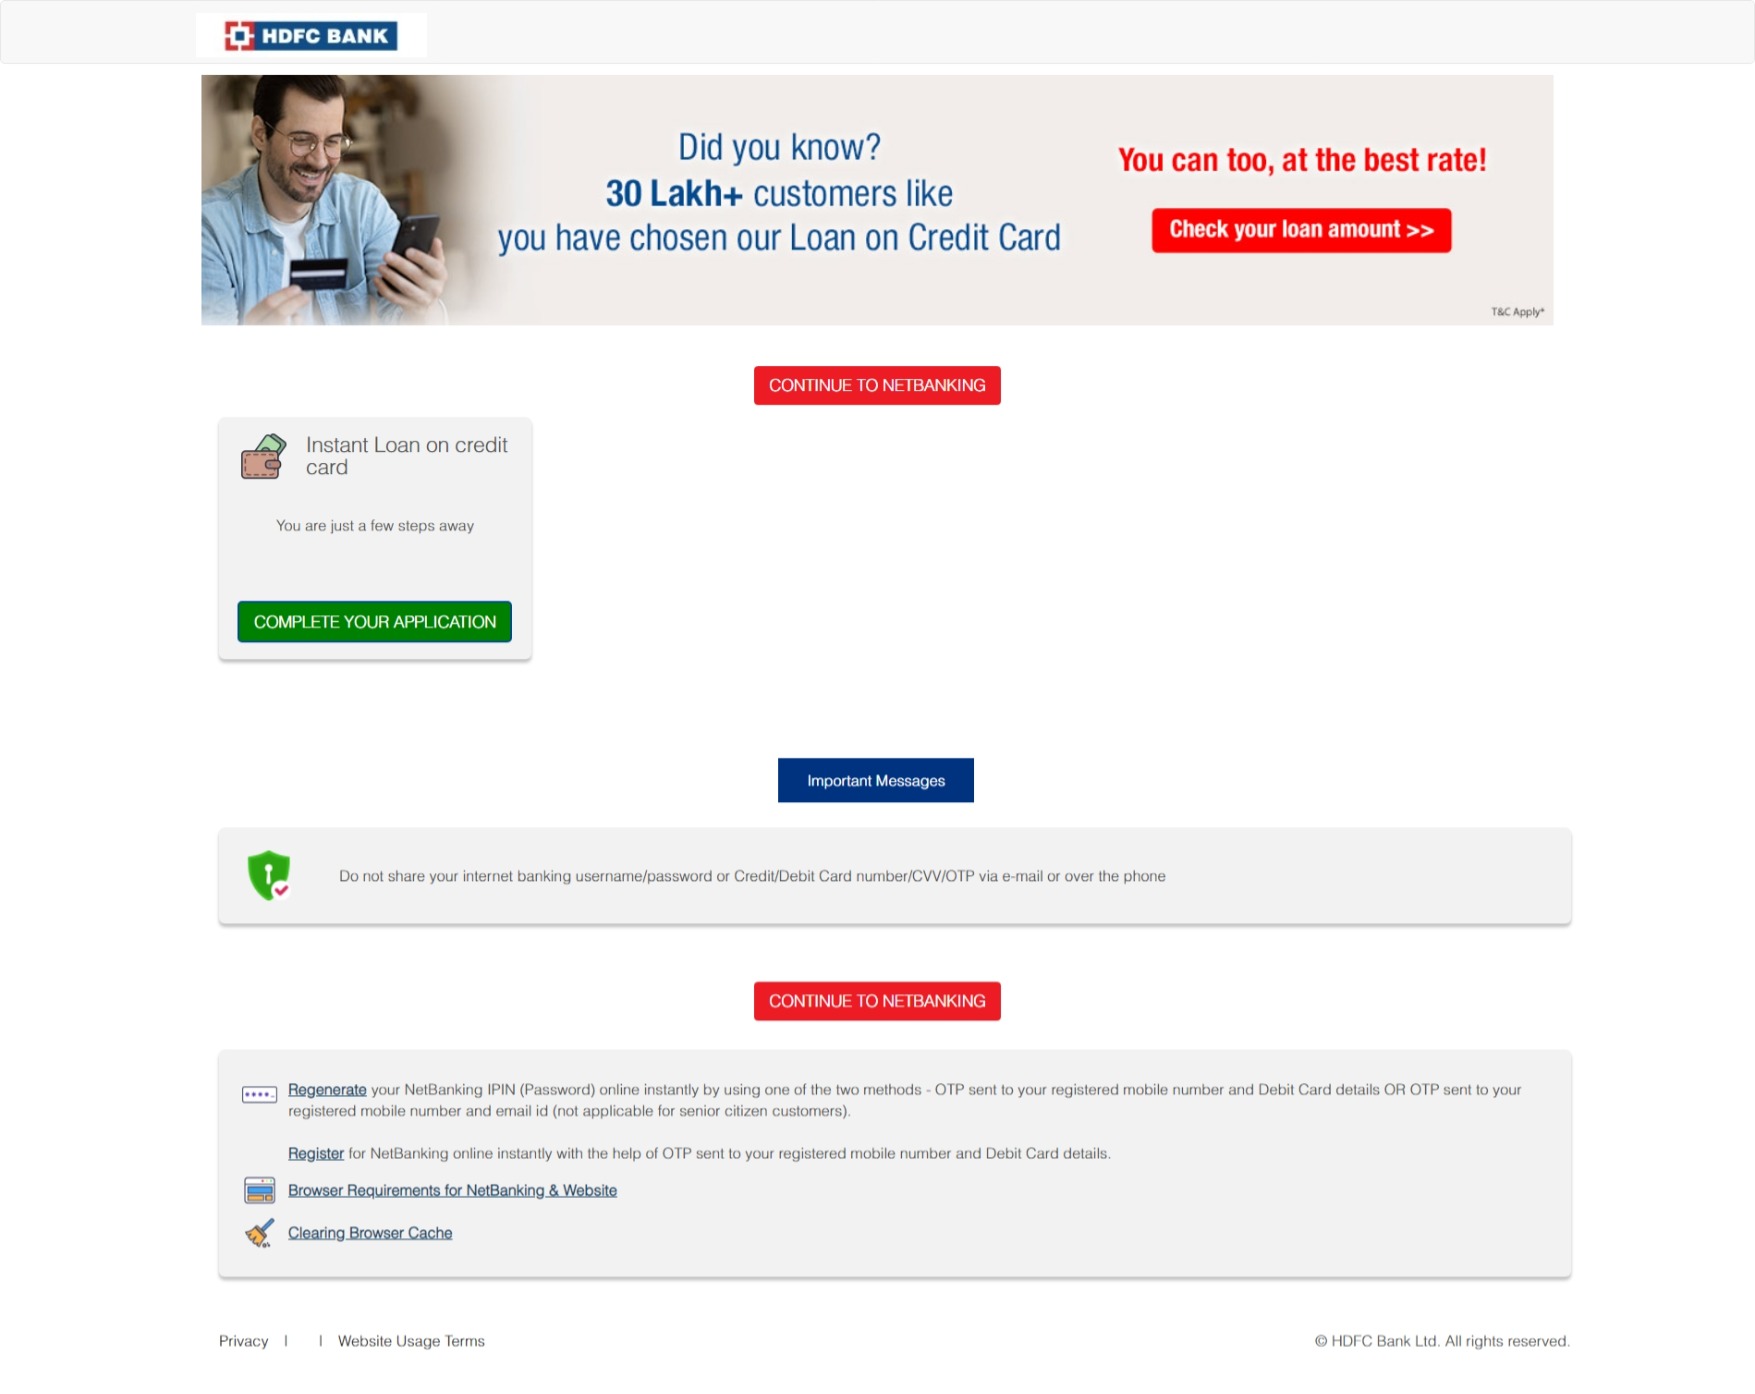 HDFC BANK
Did you know?
30 Lakh+ customers like
you have chosen our Loan on Credit Card
You can too, at the best rate!
Check your loan amount >>
T&C Apply*
CONTINUE TO NETBANKING
Instant Loan on credit
card
You are just a few steps away
COMPLETE YOUR APPLICATION
Important Messages
Do not share your internet banking username/password or Credit/Debit Card number/CVV/OTP via e-mail or over the phone
CONTINUE TO NETBANKING
Regenerate your NetBanking IPIN (Password) online instantly by using one of the two methods - OTP sent to your registered mobile number and Debit Card details OR OTP sent to your
registered mobile number and email id (not applicable for senior citizen customers).
Register for NetBanking online instantly with the help of OTP sent to your registered mobile number and Debit Card details.
Browser Requirements for NetBanking & Website
Clearing Browser Cache
Privacy | | Website Usage Terms
© HDFC Bank Ltd. All rights reserved.